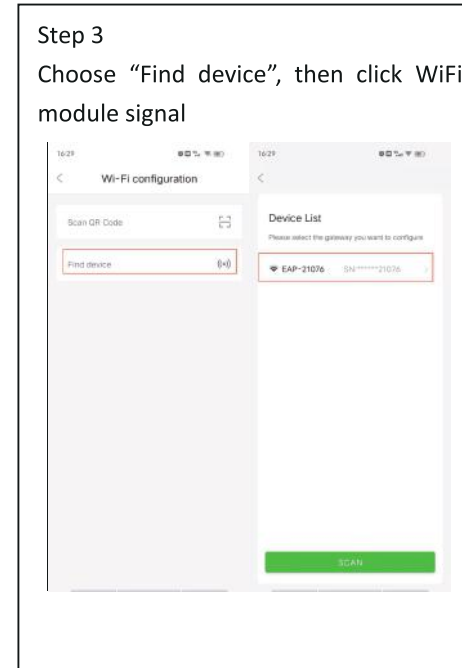 Step 3
Choose “Find device”, then click WiFi
module signal
16:29
Wi-Fi configuration
Scan QR Code
Find device
16:29
Device List
Please select the gateway you want to configure
EAP-21076 SN:******21076
SCAN